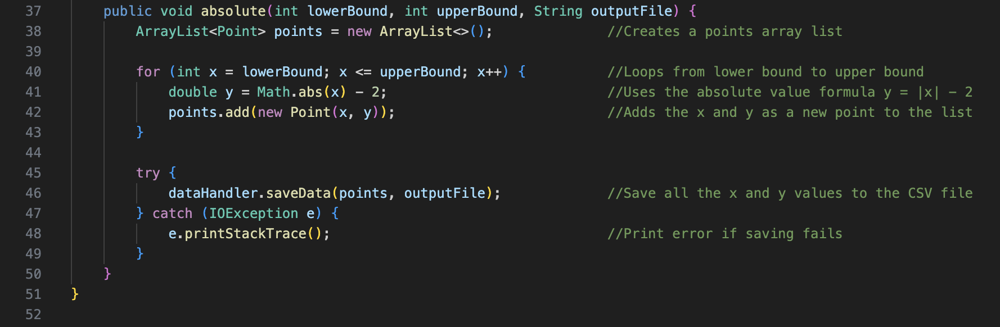 37 public void absolute(int lowerBound, int upperBound, String outputFile) {
38 ArrayList<Point> points = new ArrayList<>(); //Creates a points array list
39
40 for (int x = lowerBound; x <= upperBound; x++) { //Loops from lower bound to upper bound
41 double y = Math.abs(x) - 2; //Uses the absolute value formula y = |x| - 2
42 points.add(new Point(x, y)); //Adds the x and y as a new point to the list
43 }
44
45 try {
46 dataHandler.saveData(points, outputFile); //Save all the x and y values to the CSV file
47 } catch (IOException e) {
48 e.printStackTrace(); //Print error if saving fails
49 }
50 }
51 }
52